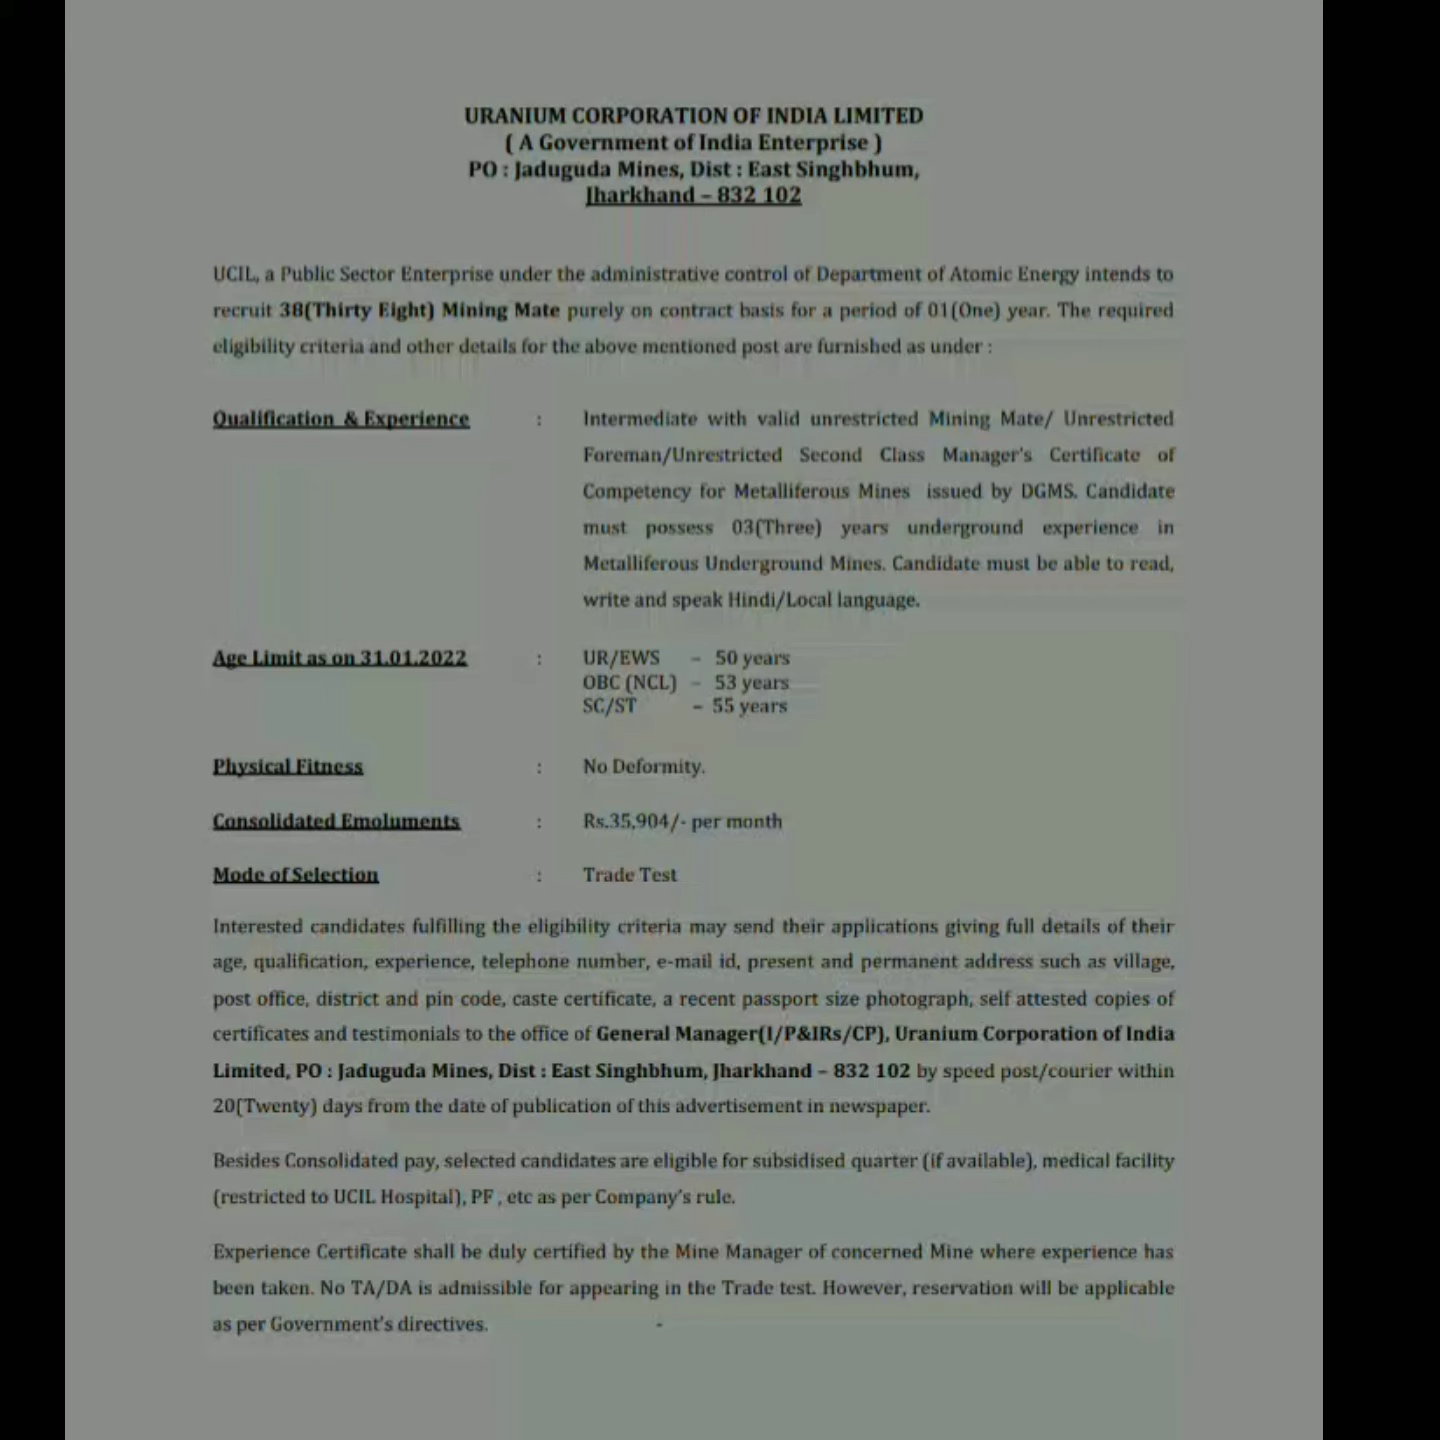 URANIUM CORPORATION OF INDIA LIMITED
( A Government of India Enterprise )
PO : Jaduguda Mines, Dist : East Singhbhum,
Jharkhand – 832 102
UCIL, a Public Sector Enterprise under the administrative control of Department of Atomic Energy intends to
recruit 38(Thirty Eight) Mining Mate purely on contract basis for a period of 01(One) year. The required
eligibility criteria and other details for the above mentioned post are furnished as under :
Qualification & Experience : Intermediate with valid unrestricted Mining Mate/ Unrestricted
Foreman/Unrestricted Second Class Manager's Certificate of
Competency for Metalliferous Mines issued by DGMS. Candidate
must possess 03(Three) years underground experience in
Metalliferous Underground Mines. Candidate must be able to read,
write and speak Hindi/Local language.
Age Limit as on 31.01.2022 : UR/EWS – 50 years
OBC (NCL) – 53 years
SC/ST – 55 years
Physical Fitness : No Deformity.
Consolidated Emoluments : Rs.35,904/- per month
Mode of Selection : Trade Test
Interested candidates fulfilling the eligibility criteria may send their applications giving full details of their
age, qualification, experience, telephone number, e-mail id, present and permanent address such as village,
post office, district and pin code, caste certificate, a recent passport size photograph, self attested copies of
certificates and testimonials to the office of General Manager(I/P&IRs/CP), Uranium Corporation of India
Limited, PO : Jaduguda Mines, Dist : East Singhbhum, Jharkhand – 832 102 by speed post/courier within
20(Twenty) days from the date of publication of this advertisement in newspaper.
Besides Consolidated pay, selected candidates are eligible for subsidised quarter (if available), medical facility
(restricted to UCIL Hospital), PF , etc as per Company's rule.
Experience Certificate shall be duly certified by the Mine Manager of concerned Mine where experience has
been taken. No TA/DA is admissible for appearing in the Trade test. However, reservation will be applicable
as per Government's directives.